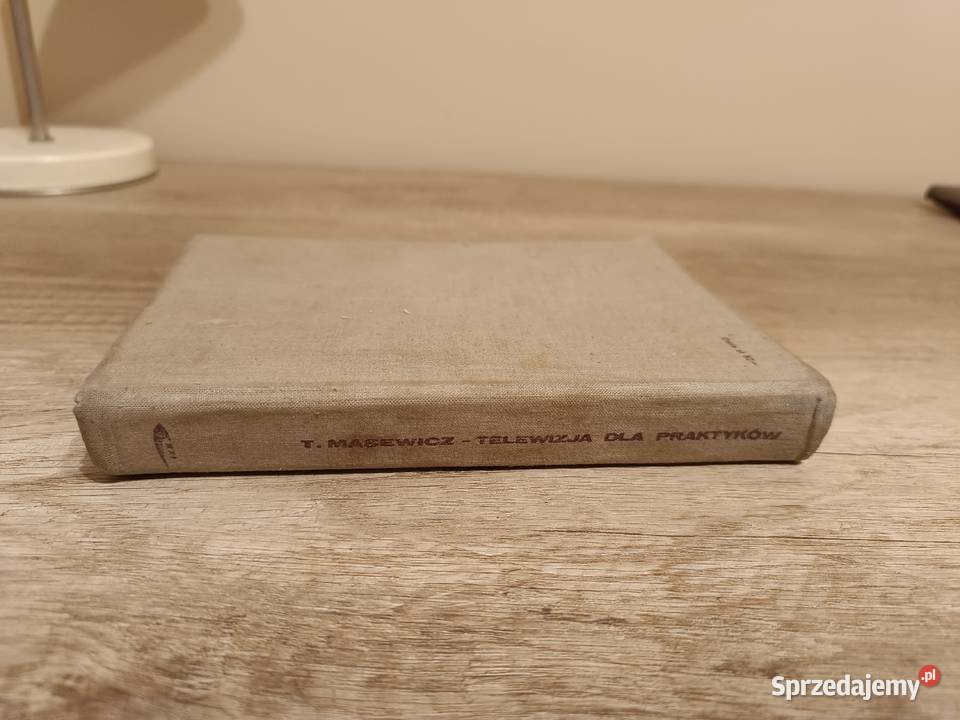 T. MASEWICZ – TELEWIZJA DLA PRAKTYKÓW
Sprzedajemy.pl